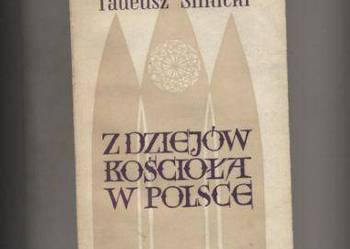 Tadeusz Silnicki
Z DZIEJÓW
KOŚCIOŁA
W POLSCE